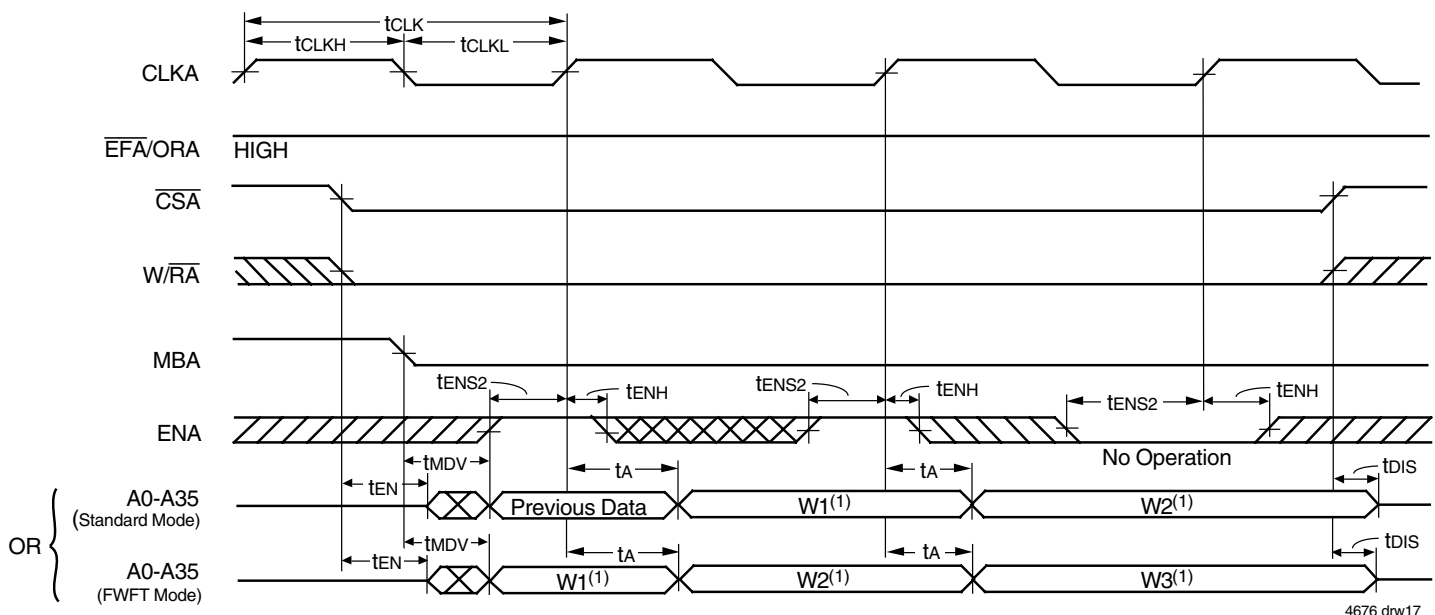 tCLK
tCLKH tCLKL
CLKA
EFA/ORA HIGH
CSA
W/RA
MBA
tENS2 tENH tENS2 tENH tENS2 tENH
ENA
No Operation
tMDV tA tA tDIS
tEN
A0-A35 Previous Data W1(1) W2(1)
(Standard Mode)
OR
tMDV tA tA tDIS
tEN
A0-A35 W1(1) W2(1) W3(1)
(FWFT Mode)
4676 drw17